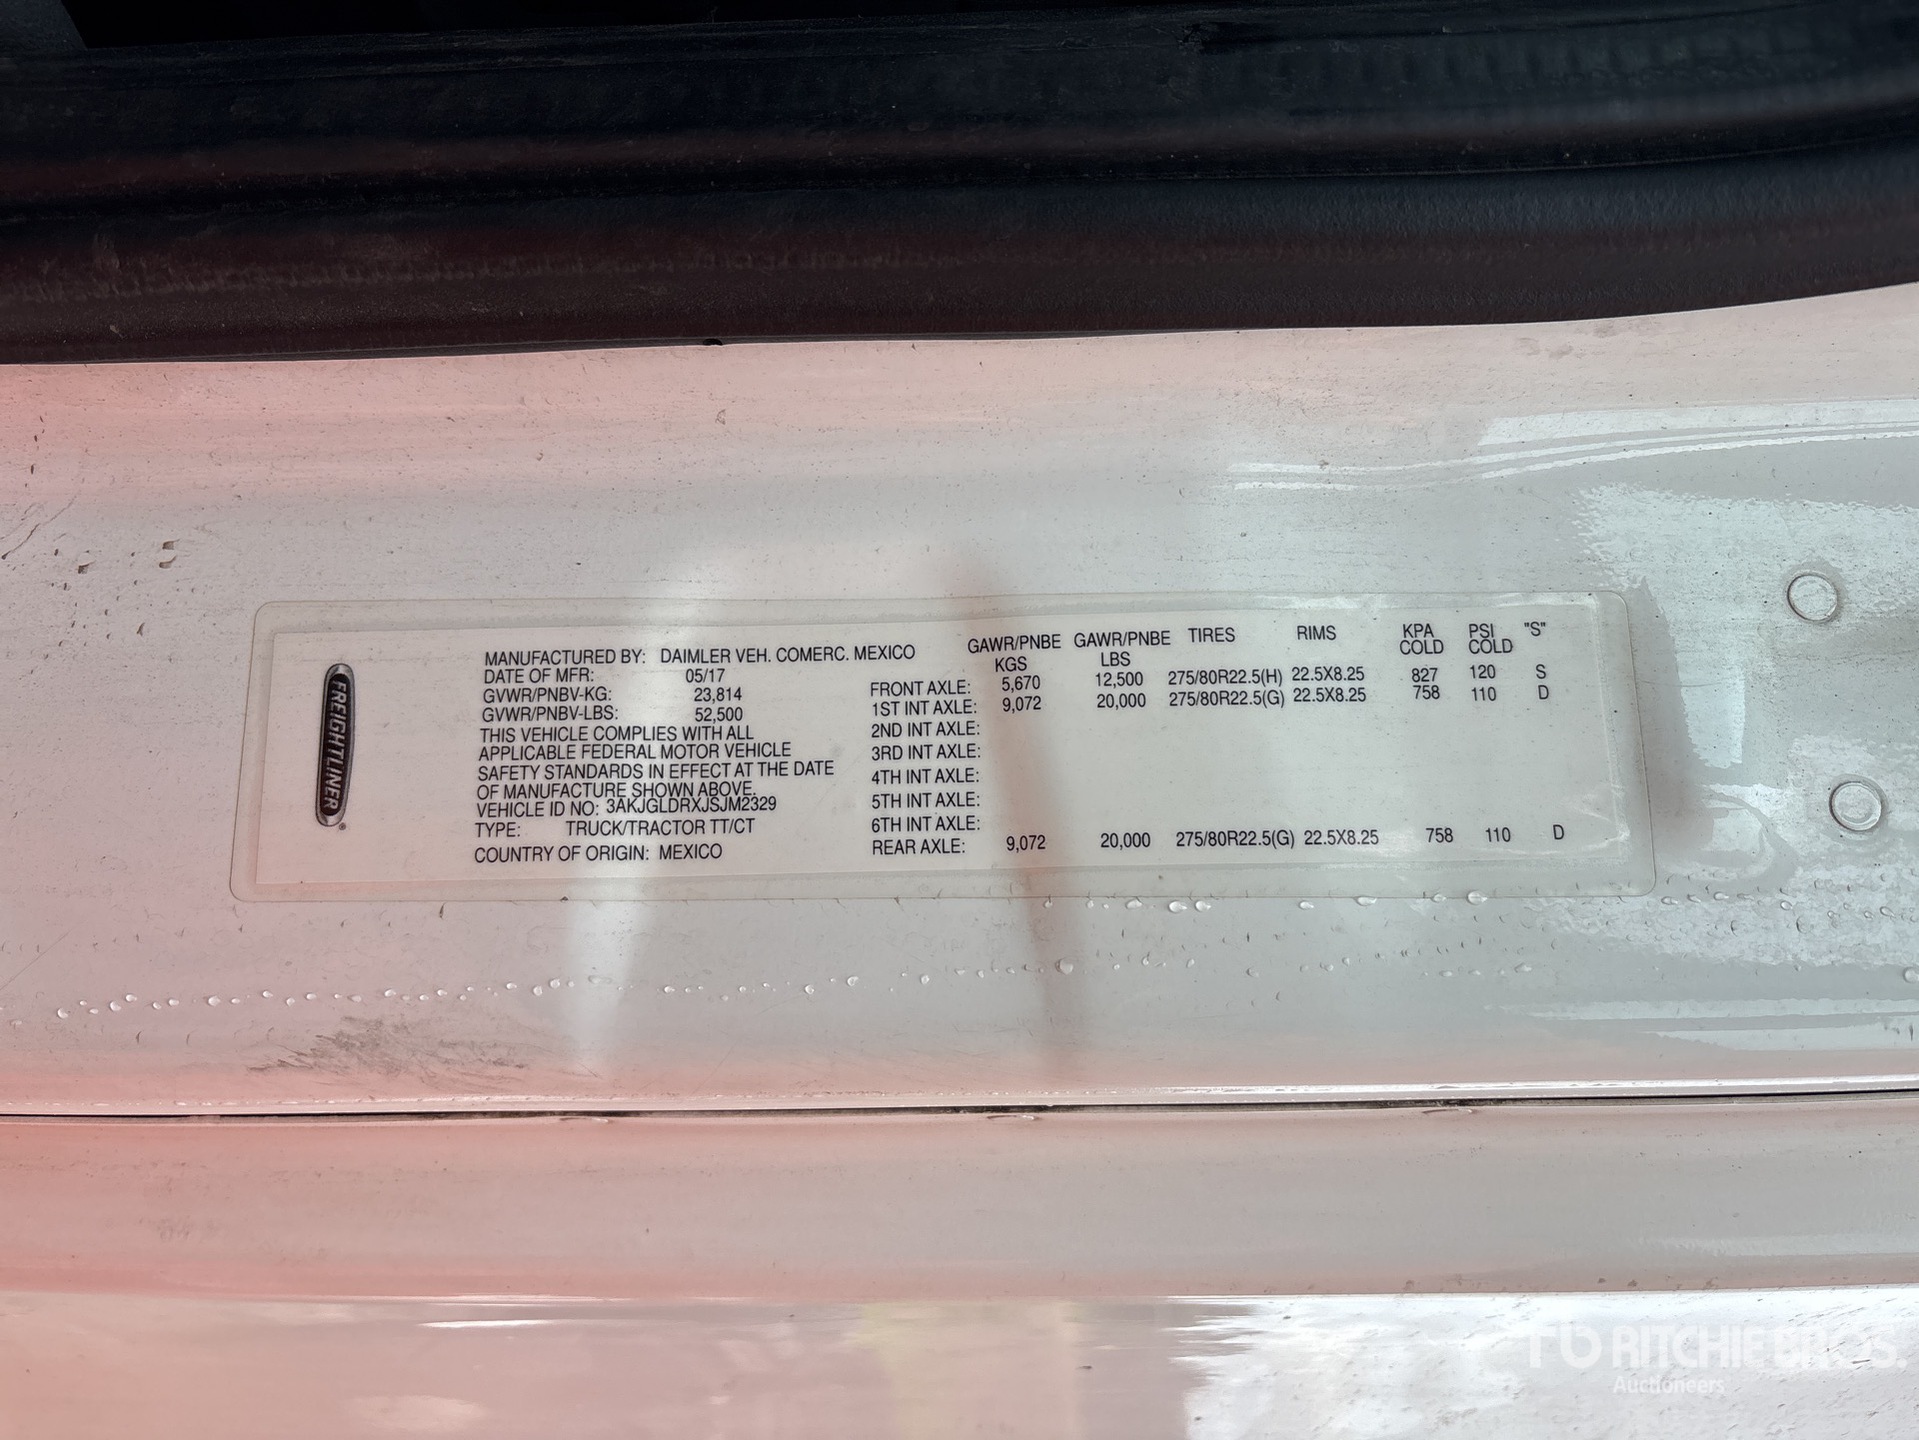 FREIGHTLINER
MANUFACTURED BY: DAIMLER VEH. COMERC. MEXICO
DATE OF MFR: 05/17
GVWR/PNBV-KG: 23,814
GVWR/PNBV-LBS: 52,500
THIS VEHICLE COMPLIES WITH ALL
APPLICABLE FEDERAL MOTOR VEHICLE
SAFETY STANDARDS IN EFFECT AT THE DATE
OF MANUFACTURE SHOWN ABOVE.
VEHICLE ID NO: 3AKJGLDRXJSJM2329
TYPE: TRUCK/TRACTOR TT/CT
COUNTRY OF ORIGIN: MEXICO
GAWR/PNBE GAWR/PNBE TIRES RIMS KPA PSI "S"
KGS LBS COLD COLD
FRONT AXLE: 5,670 12,500 275/80R22.5(H) 22.5X8.25 827 120 S
1ST INT AXLE: 9,072 20,000 275/80R22.5(G) 22.5X8.25 758 110 D
2ND INT AXLE:
3RD INT AXLE:
4TH INT AXLE:
5TH INT AXLE:
6TH INT AXLE:
REAR AXLE: 9,072 20,000 275/80R22.5(G) 22.5X8.25 758 110 D
rb RITCHIE BROS.
Auctioneers